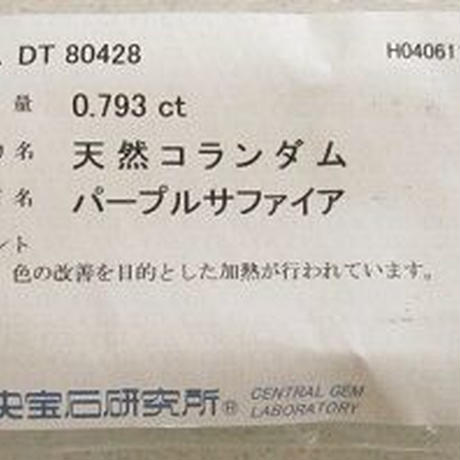 . DT 80428 H04061
量 0.793 ct
名 天然コランダム
名 パープルサファイア
ント
色の改善を目的とした加熱が行われています。
央宝石研究所® CENTRAL GEM LABORATORY